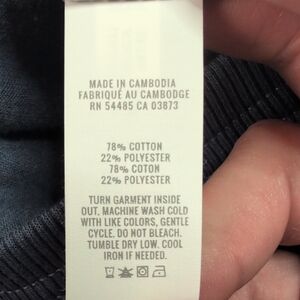 MADE IN CAMBODIA
FABRIQUÉ AU CAMBODGE
RN 54485 CA 03873
78% COTTON
22% POLYESTER
78% COTON
22% POLYESTER
TURN GARMENT INSIDE
OUT, MACHINE WASH COLD
WITH LIKE COLORS, GENTLE
CYCLE. DO NOT BLEACH.
TUMBLE DRY LOW. COOL
IRON IF NEEDED.